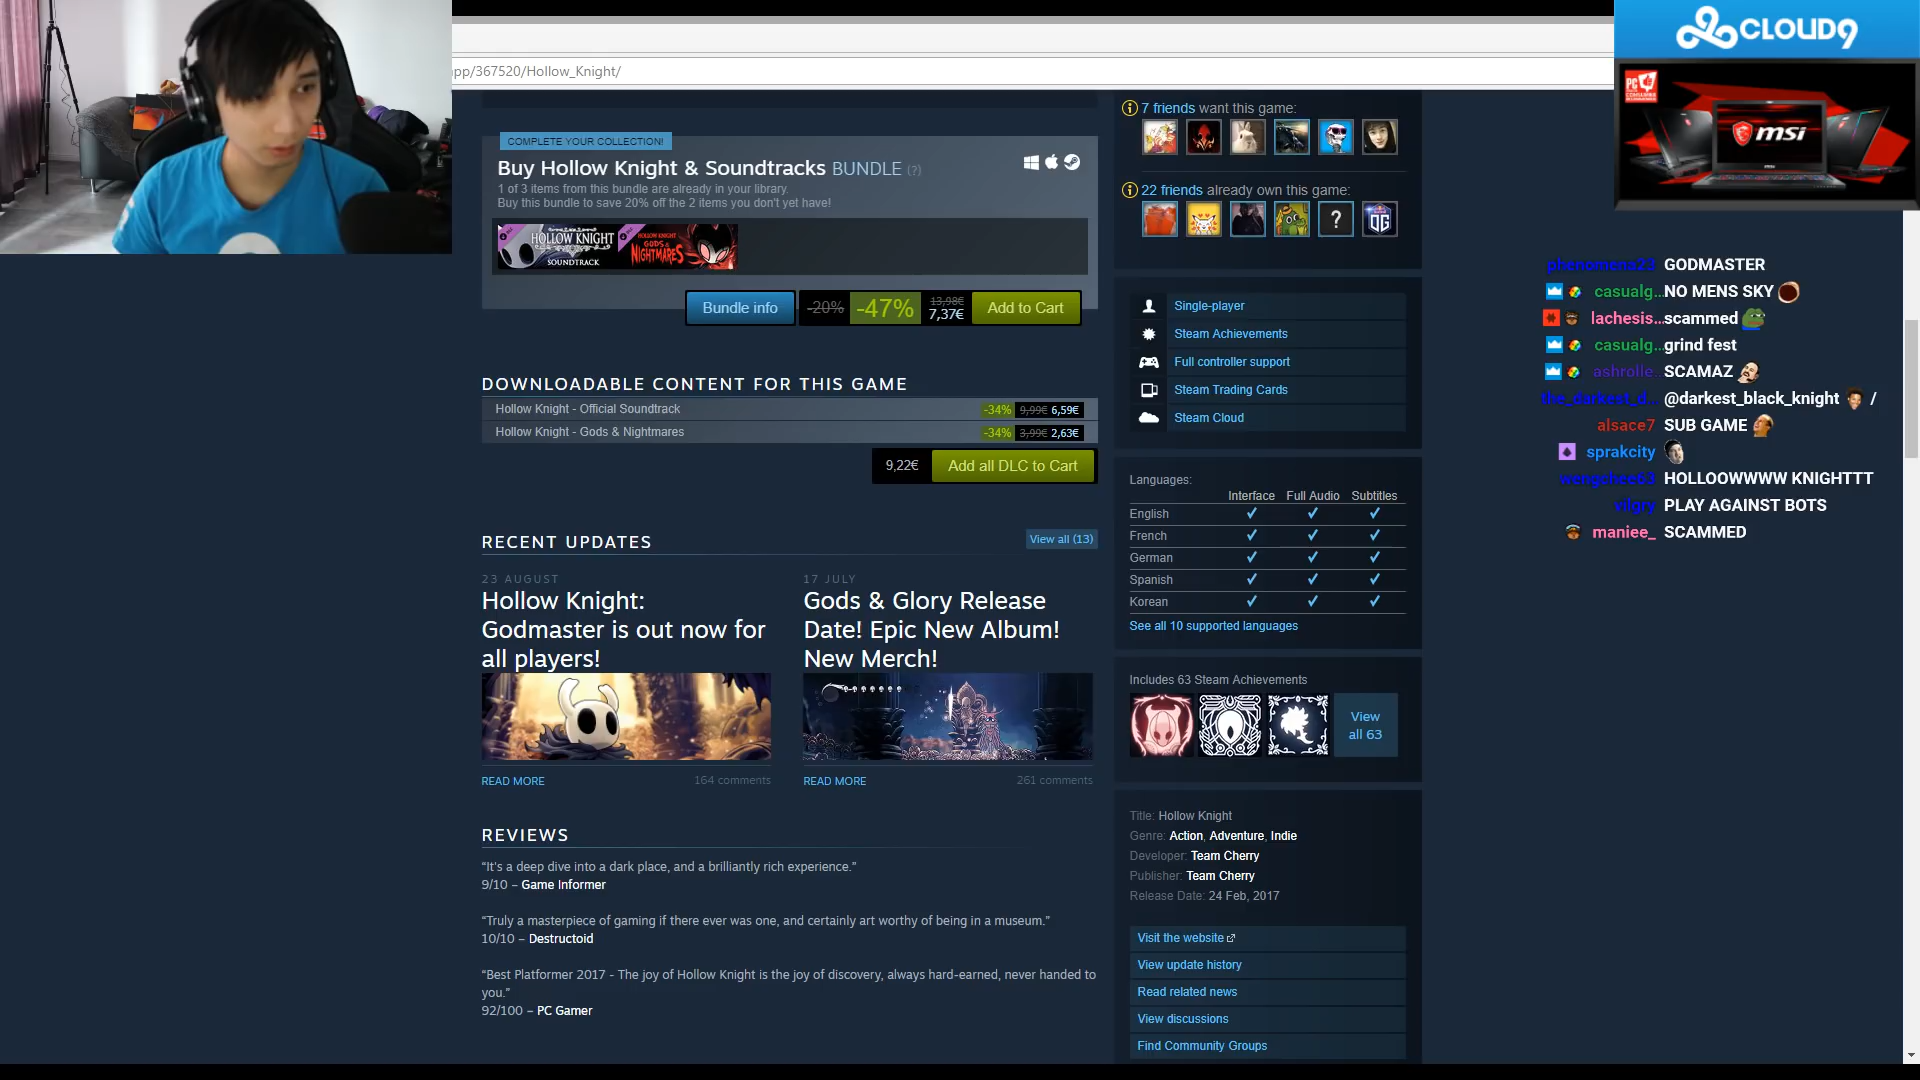 app/367520/Hollow_Knight/
COMPLETE YOUR COLLECTION!
Buy Hollow Knight & Soundtracks BUNDLE (?)
1 of 3 items from this bundle are already in your library.
Buy this bundle to save 20% off the 2 items you don't yet have!
HOLLOW KNIGHT
SOUNDTRACK
HOLLOW KNIGHT
GODS &
NIGHTMARES
Bundle info
-20%
-47%
13,98€
7,37€
Add to Cart
DOWNLOADABLE CONTENT FOR THIS GAME
Hollow Knight - Official Soundtrack -34% 9,99€ 6,59€
Hollow Knight - Gods & Nightmares -34% 3,99€ 2,63€
9,22€ Add all DLC to Cart
RECENT UPDATES
View all (13)
23 AUGUST
Hollow Knight:
Godmaster is out now for
all players!
READ MORE 164 comments
17 JULY
Gods & Glory Release
Date! Epic New Album!
New Merch!
READ MORE 261 comments
REVIEWS
“It's a deep dive into a dark place, and a brilliantly rich experience.”
9/10 – Game Informer
“Truly a masterpiece of gaming if there ever was one, and certainly art worthy of being in a museum.”
10/10 – Destructoid
“Best Platformer 2017 - The joy of Hollow Knight is the joy of discovery, always hard-earned, never handed to
you.”
92/100 – PC Gamer
7 friends want this game:
22 friends already own this game:
?
OG
Single-player
Steam Achievements
Full controller support
Steam Trading Cards
Steam Cloud
Languages:
Interface Full Audio Subtitles
English ✓ ✓ ✓
French ✓ ✓ ✓
German ✓ ✓ ✓
Spanish ✓ ✓ ✓
Korean ✓ ✓ ✓
See all 10 supported languages
Includes 63 Steam Achievements
View
all 63
Title: Hollow Knight
Genre: Action, Adventure, Indie
Developer: Team Cherry
Publisher: Team Cherry
Release Date: 24 Feb, 2017
Visit the website
View update history
Read related news
View discussions
Find Community Groups
CLOUD9
PC
msi
phenomena23 GODMASTER
casualg... NO MENS SKY
lachesis... scammed
casualg... grind fest
ashrolle... SCAMAZ
the_darkest_d... @darkest_black_knight /
alsace7 SUB GAME
sprakcity
HOLLOOWWWW KNIGHTTT
vilgry PLAY AGAINST BOTS
maniee_ SCAMMED